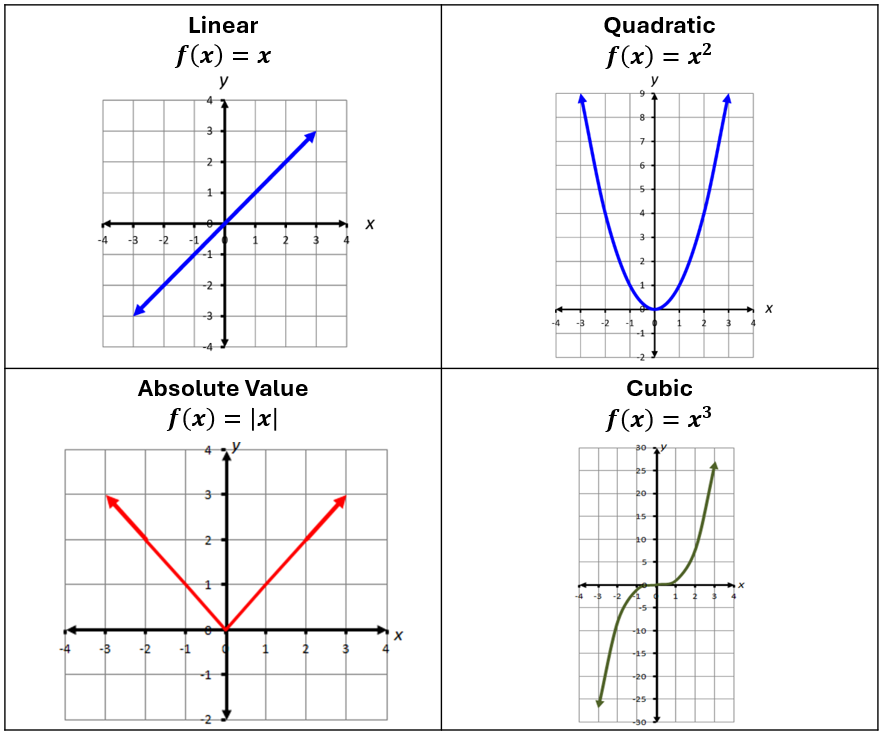 Linear
f(x) = x
y
4
3
2
1
0
-4 -3 -2 -1 0 1 2 3 4 x
-1
-2
-3
-4
Quadratic
f(x) = x²
y
9
8
7
6
5
4
3
2
1
0
-4 -3 -2 -1 0 1 2 3 4 x
-1
-2
Absolute Value
f(x) = |x|
y
4
3
2
1
0
-4 -3 -2 -1 0 1 2 3 4 x
-1
-2
Cubic
f(x) = x³
y
30
25
20
15
10
5
0
-4 -3 -2 -1 0 1 2 3 4 x
-5
-10
-15
-20
-25
-30